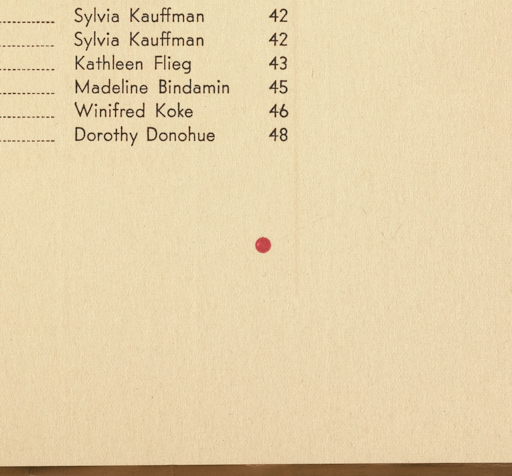 Sylvia Kauffman 42
Sylvia Kauffman 42
Kathleen Flieg 43
Madeline Bindamin 45
Winifred Koke 46
Dorothy Donohue 48